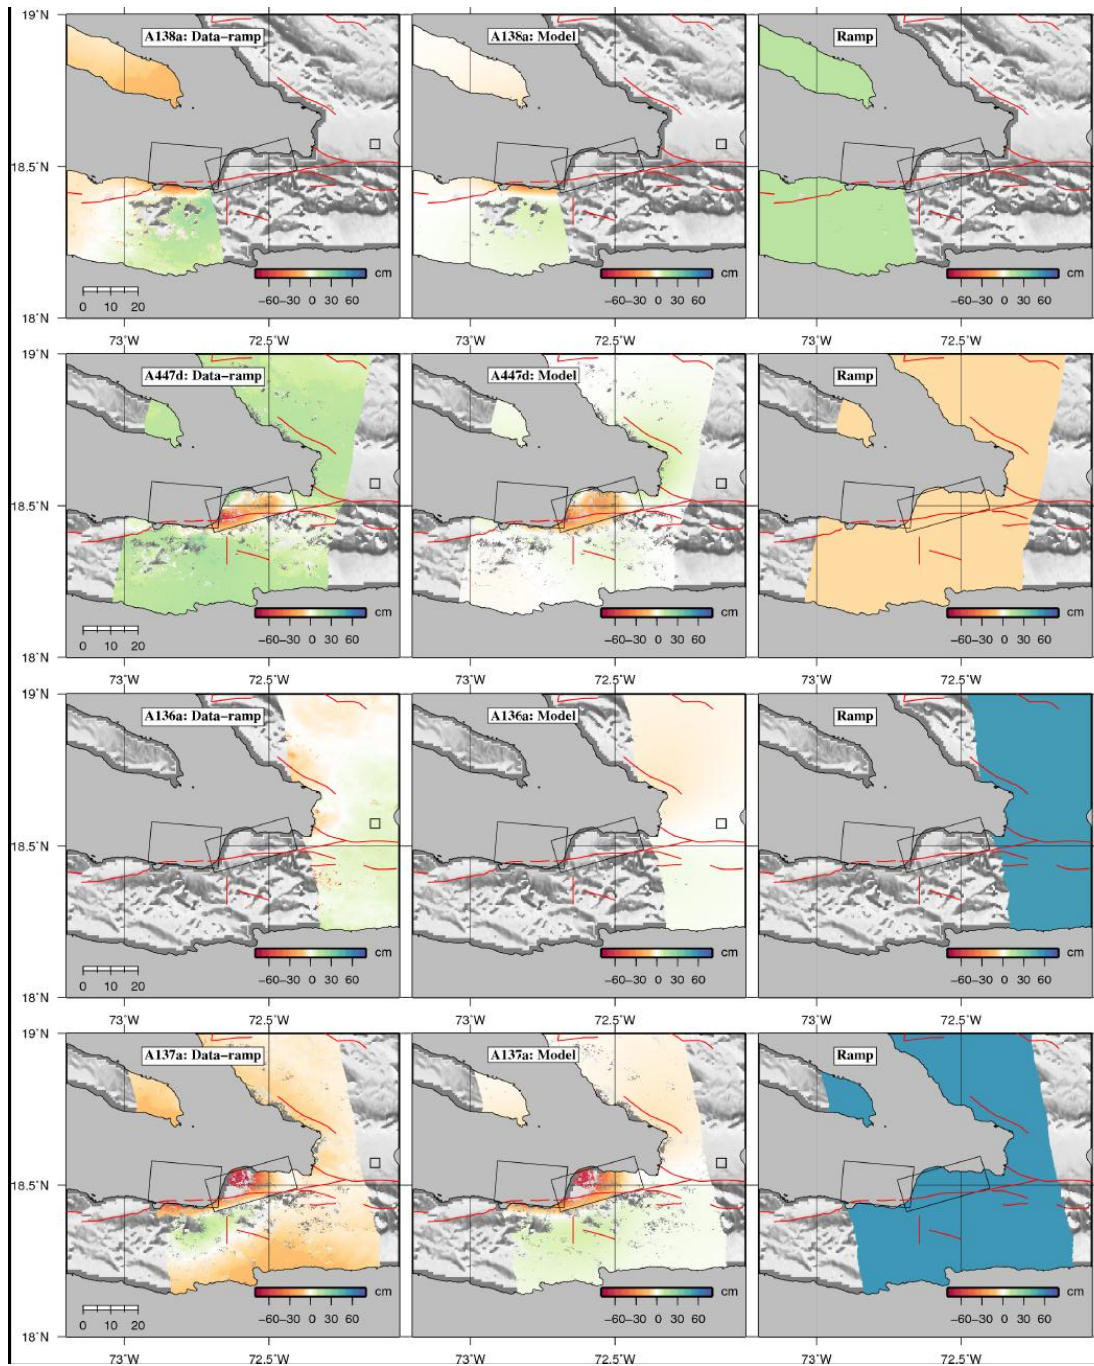 A138a: Data−ramp A138a: Model Ramp
18.5˚N
cm cm cm
−60−30 0 30 60 −60−30 0 30 60 −60−30 0 30 60
0 10 20
18˚N
73˚W 72.5˚W 73˚W 72.5˚W 73˚W 72.5˚W
19˚N
A447d: Data−ramp A447d: Model Ramp
18.5˚N
cm cm cm
−60−30 0 30 60 −60−30 0 30 60 −60−30 0 30 60
0 10 20
18˚N
73˚W 72.5˚W 73˚W 72.5˚W 73˚W 72.5˚W
19˚N
A136a: Data−ramp A136a: Model Ramp
18.5˚N
cm cm cm
−60−30 0 30 60 −60−30 0 30 60 −60−30 0 30 60
0 10 20
18˚N
73˚W 72.5˚W 73˚W 72.5˚W 73˚W 72.5˚W
19˚N
A137a: Data−ramp A137a: Model Ramp
18.5˚N
cm cm cm
−60−30 0 30 60 −60−30 0 30 60 −60−30 0 30 60
0 10 20
18˚N
73˚W 72.5˚W 73˚W 72.5˚W 73˚W 72.5˚W